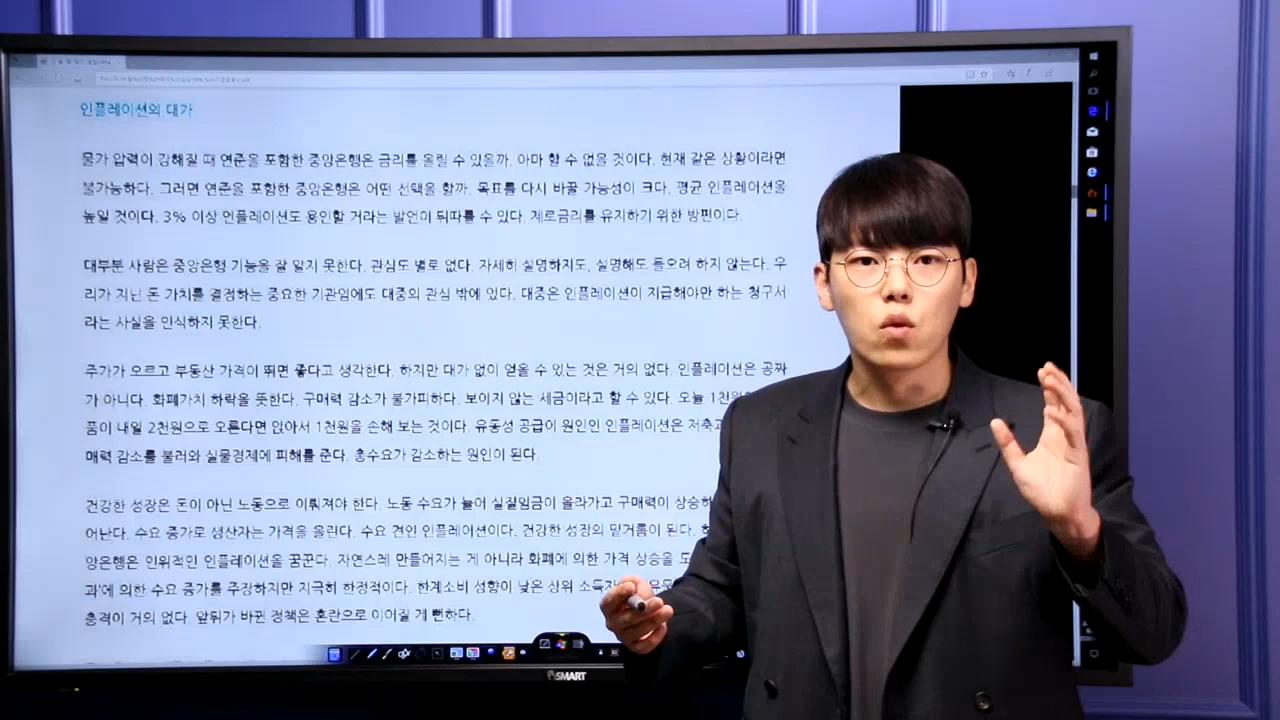 인플레이션의 대가
물가 압력이 강해질 때 연준을 포함한 중앙은행은 금리를 올릴 수 있을까. 아마 할 수 없을 것이다. 현재 같은 상황이라면
불가능하다. 그러면 연준을 포함한 중앙은행은 어떤 선택을 할까. 목표를 다시 바꿀 가능성이 크다. 평균 인플레이션을
높일 것이다. 3% 이상 인플레이션도 용인할 거라는 발언이 뒤따를 수 있다. 제로금리를 유지하기 위한 방편이다.
대부분 사람은 중앙은행 기능을 잘 알지 못한다. 관심도 별로 없다. 자세히 설명하지도, 설명해도 들으려 하지 않는다. 우
리가 지닌 돈 가치를 결정하는 중요한 기관임에도 대중의 관심 밖에 있다. 대중은 인플레이션이 지급해야만 하는 청구서
라는 사실을 인식하지 못한다.
주가가 오르고 부동산 가격이 뛰면 좋다고 생각한다. 하지만 대가 없이 얻을 수 있는 것은 거의 없다. 인플레이션은 공짜
가 아니다. 화폐가치 하락을 뜻한다. 구매력 감소가 불가피하다. 보이지 않는 세금이라고 할 수 있다. 오늘 1천원
품이 내일 2천원으로 오른다면 앉아서 1천원을 손해 보는 것이다. 유동성 공급이 원인인 인플레이션은 저축
매력 감소를 불러와 실물경제에 피해를 준다. 총수요가 감소하는 원인이 된다.
건강한 성장은 돈이 아닌 노동으로 이뤄져야 한다. 노동 수요가 늘어 실질임금이 올라가고 구매력이 상승하
어난다. 수요 증가로 생산자는 가격을 올린다. 수요 견인 인플레이션이다. 건강한 성장의 밑거름이 된다.
앙은행은 인위적인 인플레이션을 꿈꾼다. 자연스레 만들어지는 게 아니라 화폐에 의한 가격 상승을
과'에 의한 수요 증가를 주장하지만 지극히 한정적이다. 한계소비 성향이 낮은 상위 소득
충격이 거의 없다. 앞뒤가 바뀐 정책은 혼란으로 이어질 게 뻔하다.
SMART